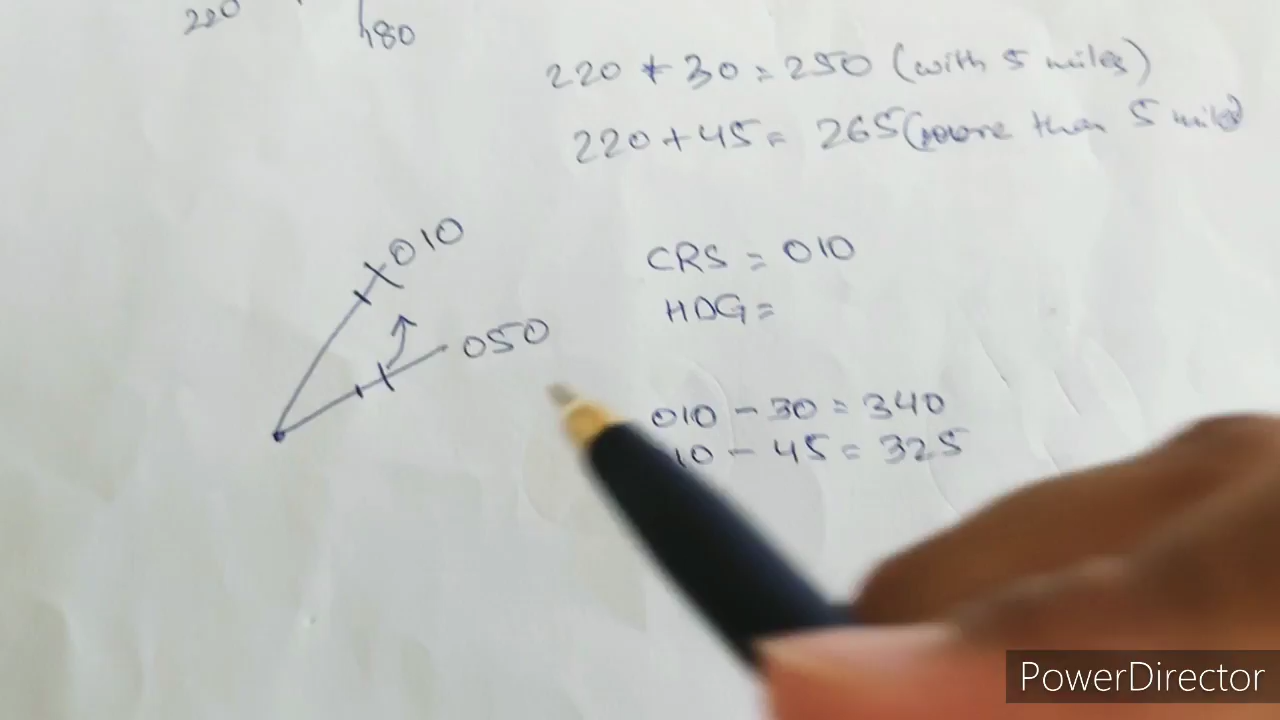 220
180
220 + 30 = 250 (with 5 miles)
220 + 45 = 265 (more than 5 miles
010
050
CRS = 010
HDG =
010 - 30 = 340
10 - 45 = 325
PowerDirector